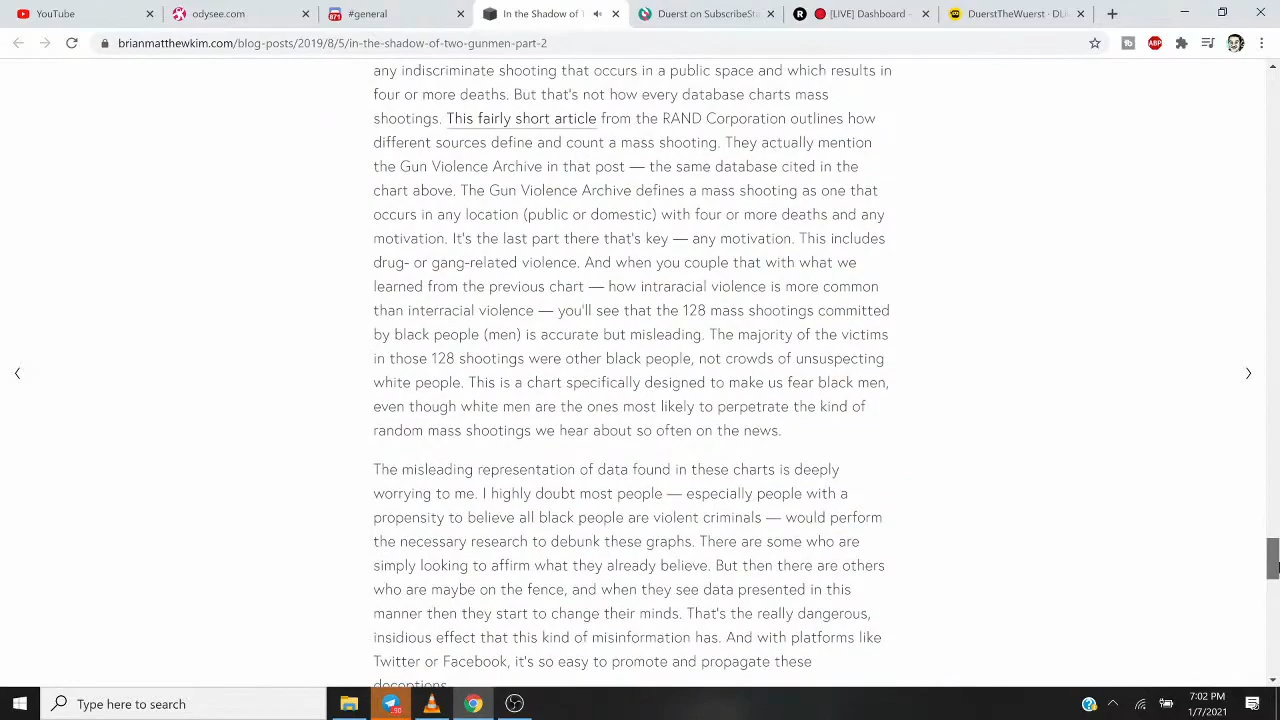 YouTube
odysee.com
#general
In the Shadow of T
Duerst on SubscribeSta
[LIVE] Dashboard -
DuerstTheWuerst - DLi
brianmatthewkim.com/blog-posts/2019/8/5/in-the-shadow-of-two-gunmen-part-2
ABP
any indiscriminate shooting that occurs in a public space and which results in
four or more deaths. But that's not how every database charts mass
shootings. This fairly short article from the RAND Corporation outlines how
different sources define and count a mass shooting. They actually mention
the Gun Violence Archive in that post — the same database cited in the
chart above. The Gun Violence Archive defines a mass shooting as one that
occurs in any location (public or domestic) with four or more deaths and any
motivation. It's the last part there that's key — any motivation. This includes
drug- or gang-related violence. And when you couple that with what we
learned from the previous chart — how intraracial violence is more common
than interracial violence — you'll see that the 128 mass shootings committed
by black people (men) is accurate but misleading. The majority of the victims
in those 128 shootings were other black people, not crowds of unsuspecting
white people. This is a chart specifically designed to make us fear black men,
even though white men are the ones most likely to perpetrate the kind of
random mass shootings we hear about so often on the news.
The misleading representation of data found in these charts is deeply
worrying to me. I highly doubt most people — especially people with a
propensity to believe all black people are violent criminals — would perform
the necessary research to debunk these graphs. There are some who are
simply looking to affirm what they already believe. But then there are others
who are maybe on the fence, and when they see data presented in this
manner then they start to change their minds. That's the really dangerous,
insidious effect that this kind of misinformation has. And with platforms like
Twitter or Facebook, it's so easy to promote and propagate these
deceptions.
Type here to search
7:02 PM
1/7/2021